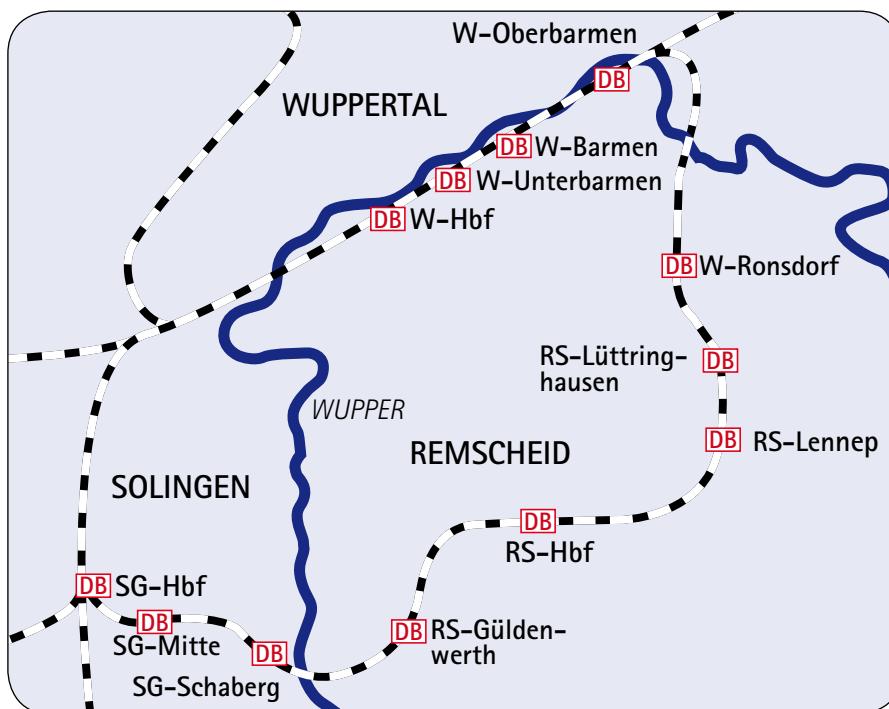 W-Oberbarmen
DB
WUPPERTAL
DB W-Barmen
DB W-Unterbarmen
DB W-Hbf
DB W-Ronsdorf
RS-Lüttring-
hausen
DB
WUPPER
DB RS-Lennep
REMSCHEID
SOLINGEN
DB
RS-Hbf
DB SG-Hbf
DB
SG-Mitte
DB RS-Gülden-
werth
DB
SG-Schaberg